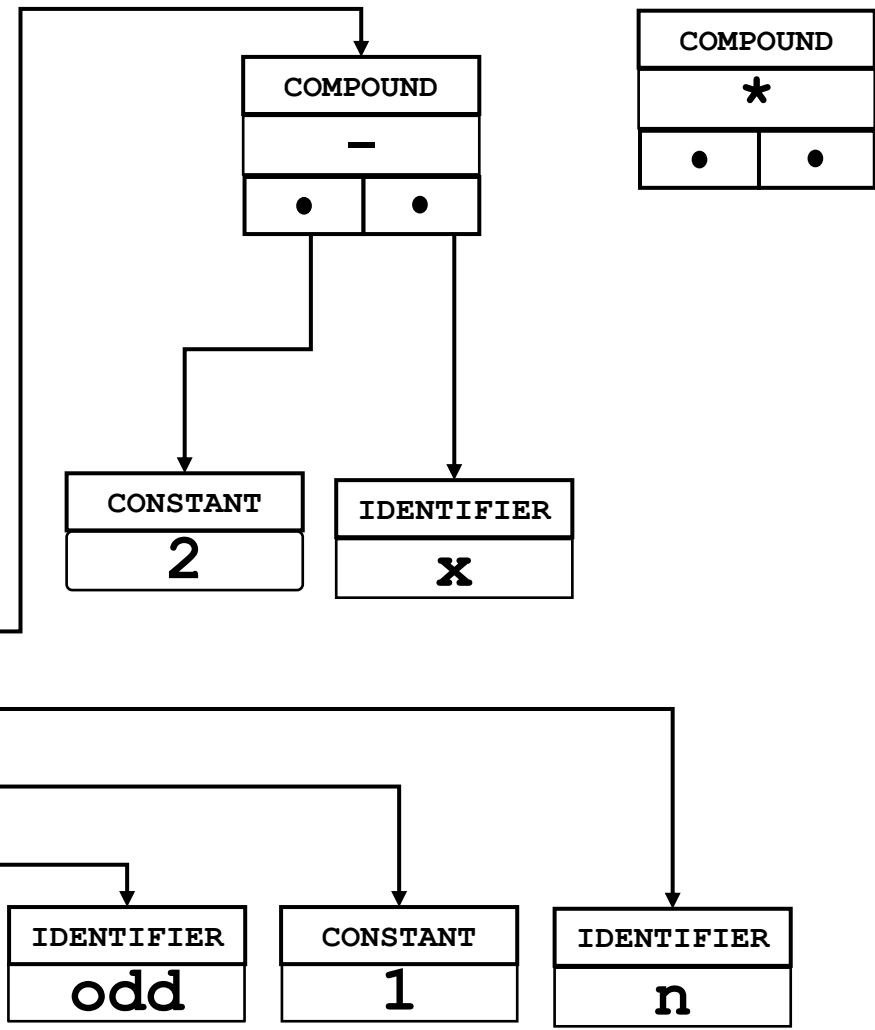 COMPOUND
–
COMPOUND
*
CONSTANT
2
IDENTIFIER
x
IDENTIFIER
odd
CONSTANT
1
IDENTIFIER
n